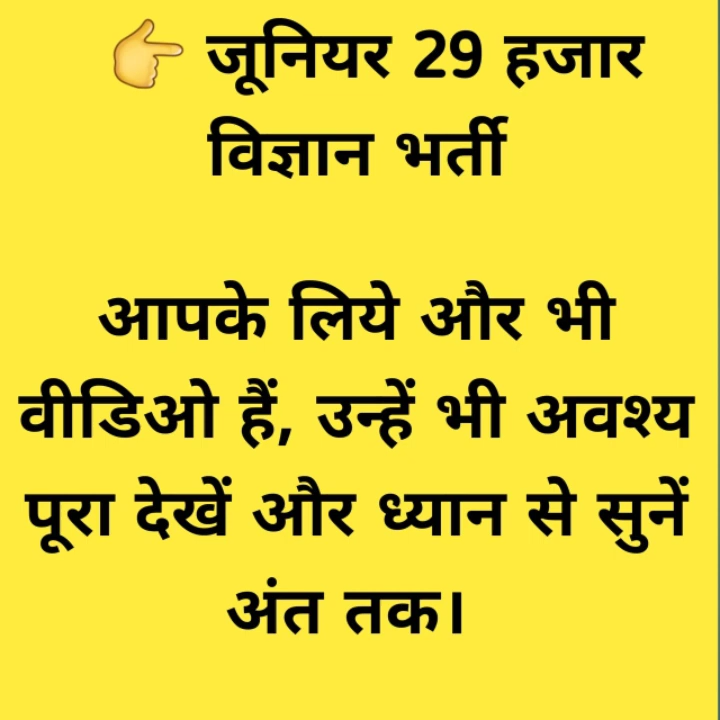 👉 जूनियर 29 हजार
विज्ञान भर्ती
आपके लिये और भी
वीडिओ हैं, उन्हें भी अवश्य
पूरा देखें और ध्यान से सुनें
अंत तक।